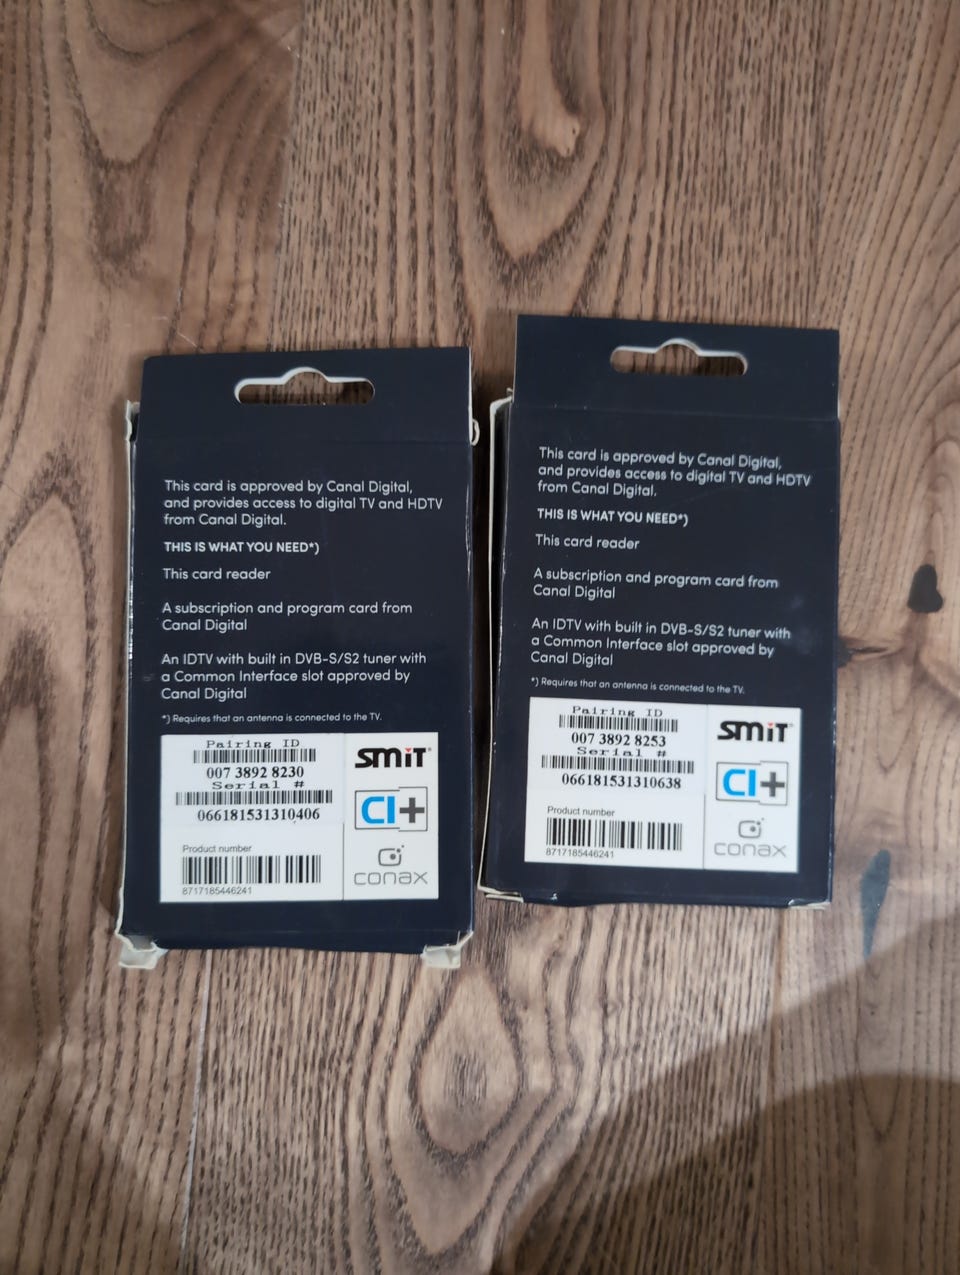 This card is approved by Canal Digital,
and provides access to digital TV and HDTV
from Canal Digital.
THIS IS WHAT YOU NEED*)
This card reader
A subscription and program card from
Canal Digital
An IDTV with built in DVB-S/S2 tuner with
a Common Interface slot approved by
Canal Digital
*) Requires that an antenna is connected to the TV.
Pairing ID
007 3892 8230
Serial #
066181531310406
Product number
8717185446241
SMiT
CI+
conax
This card is approved by Canal Digital,
and provides access to digital TV and HDTV
from Canal Digital.
THIS IS WHAT YOU NEED*)
This card reader
A subscription and program card from
Canal Digital
An IDTV with built in DVB-S/S2 tuner with
a Common Interface slot approved by
Canal Digital
*) Requires that an antenna is connected to the TV.
Pairing ID
007 3892 8253
Serial #
066181531310638
Product number
8717185446241
SMiT
CI+
conax